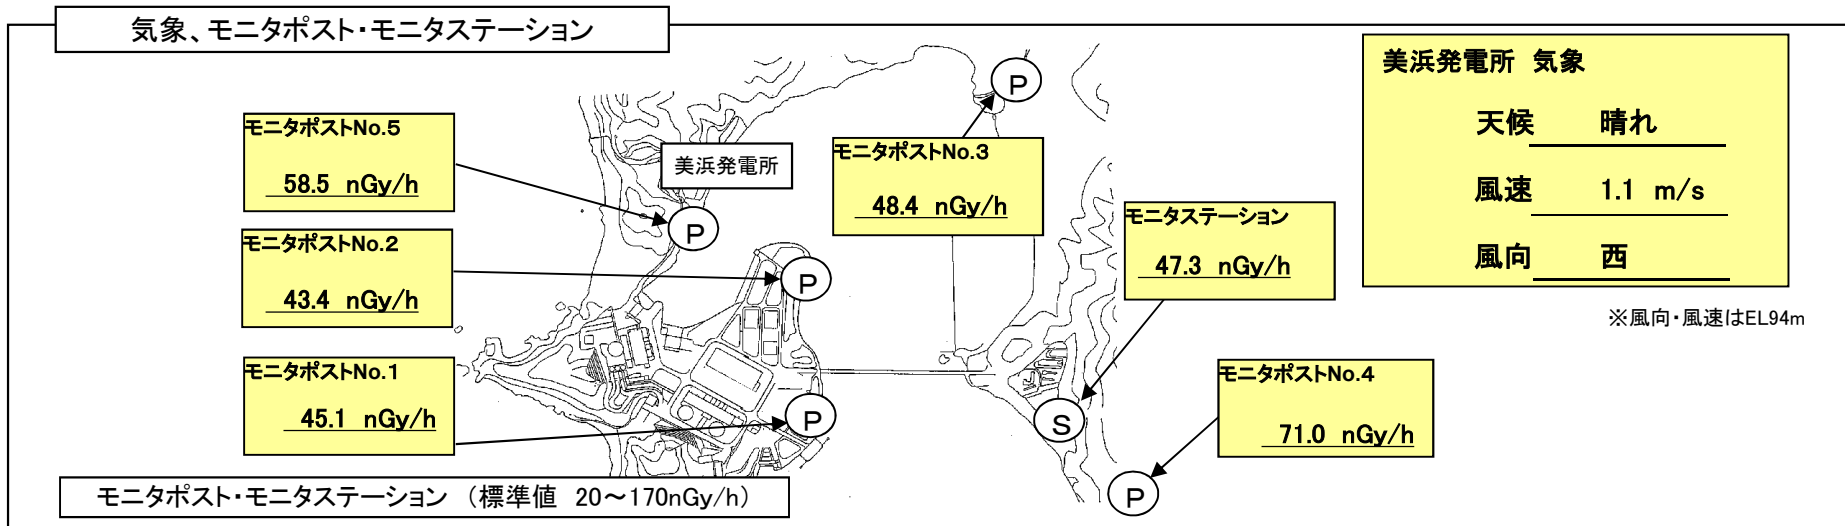 気象、モニタポスト・モニタステーション
モニタポストNo.5
58.5 nGy/h
美浜発電所
モニタポストNo.2
43.4 nGy/h
モニタポストNo.1
45.1 nGy/h
P
P
P
P
モニタポストNo.3
48.4 nGy/h
モニタステーション
47.3 nGy/h
S
モニタポストNo.4
71.0 nGy/h
P
美浜発電所 気象
天候 晴れ
風速 1.1 m/s
風向 西
※風向・風速はEL94m
モニタポスト・モニタステーション （標準値 20～170nGy/h）